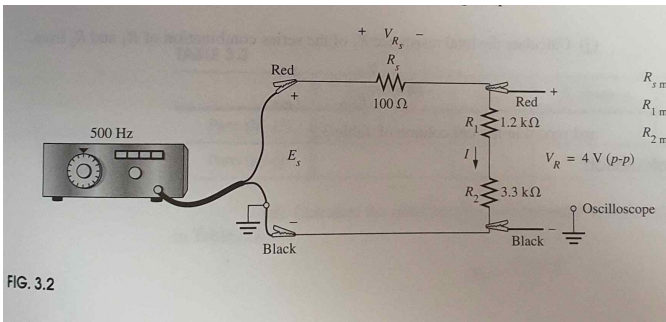 + V_Rs −
R_s
Red
+
100 Ω
R_s m
Red +
R_1 m
R_1 1.2 kΩ
R_2 m
500 Hz
E_s
I
V_R = 4 V (p-p)
R_2 3.3 kΩ
Oscilloscope
−
Black
Black −
FIG. 3.2